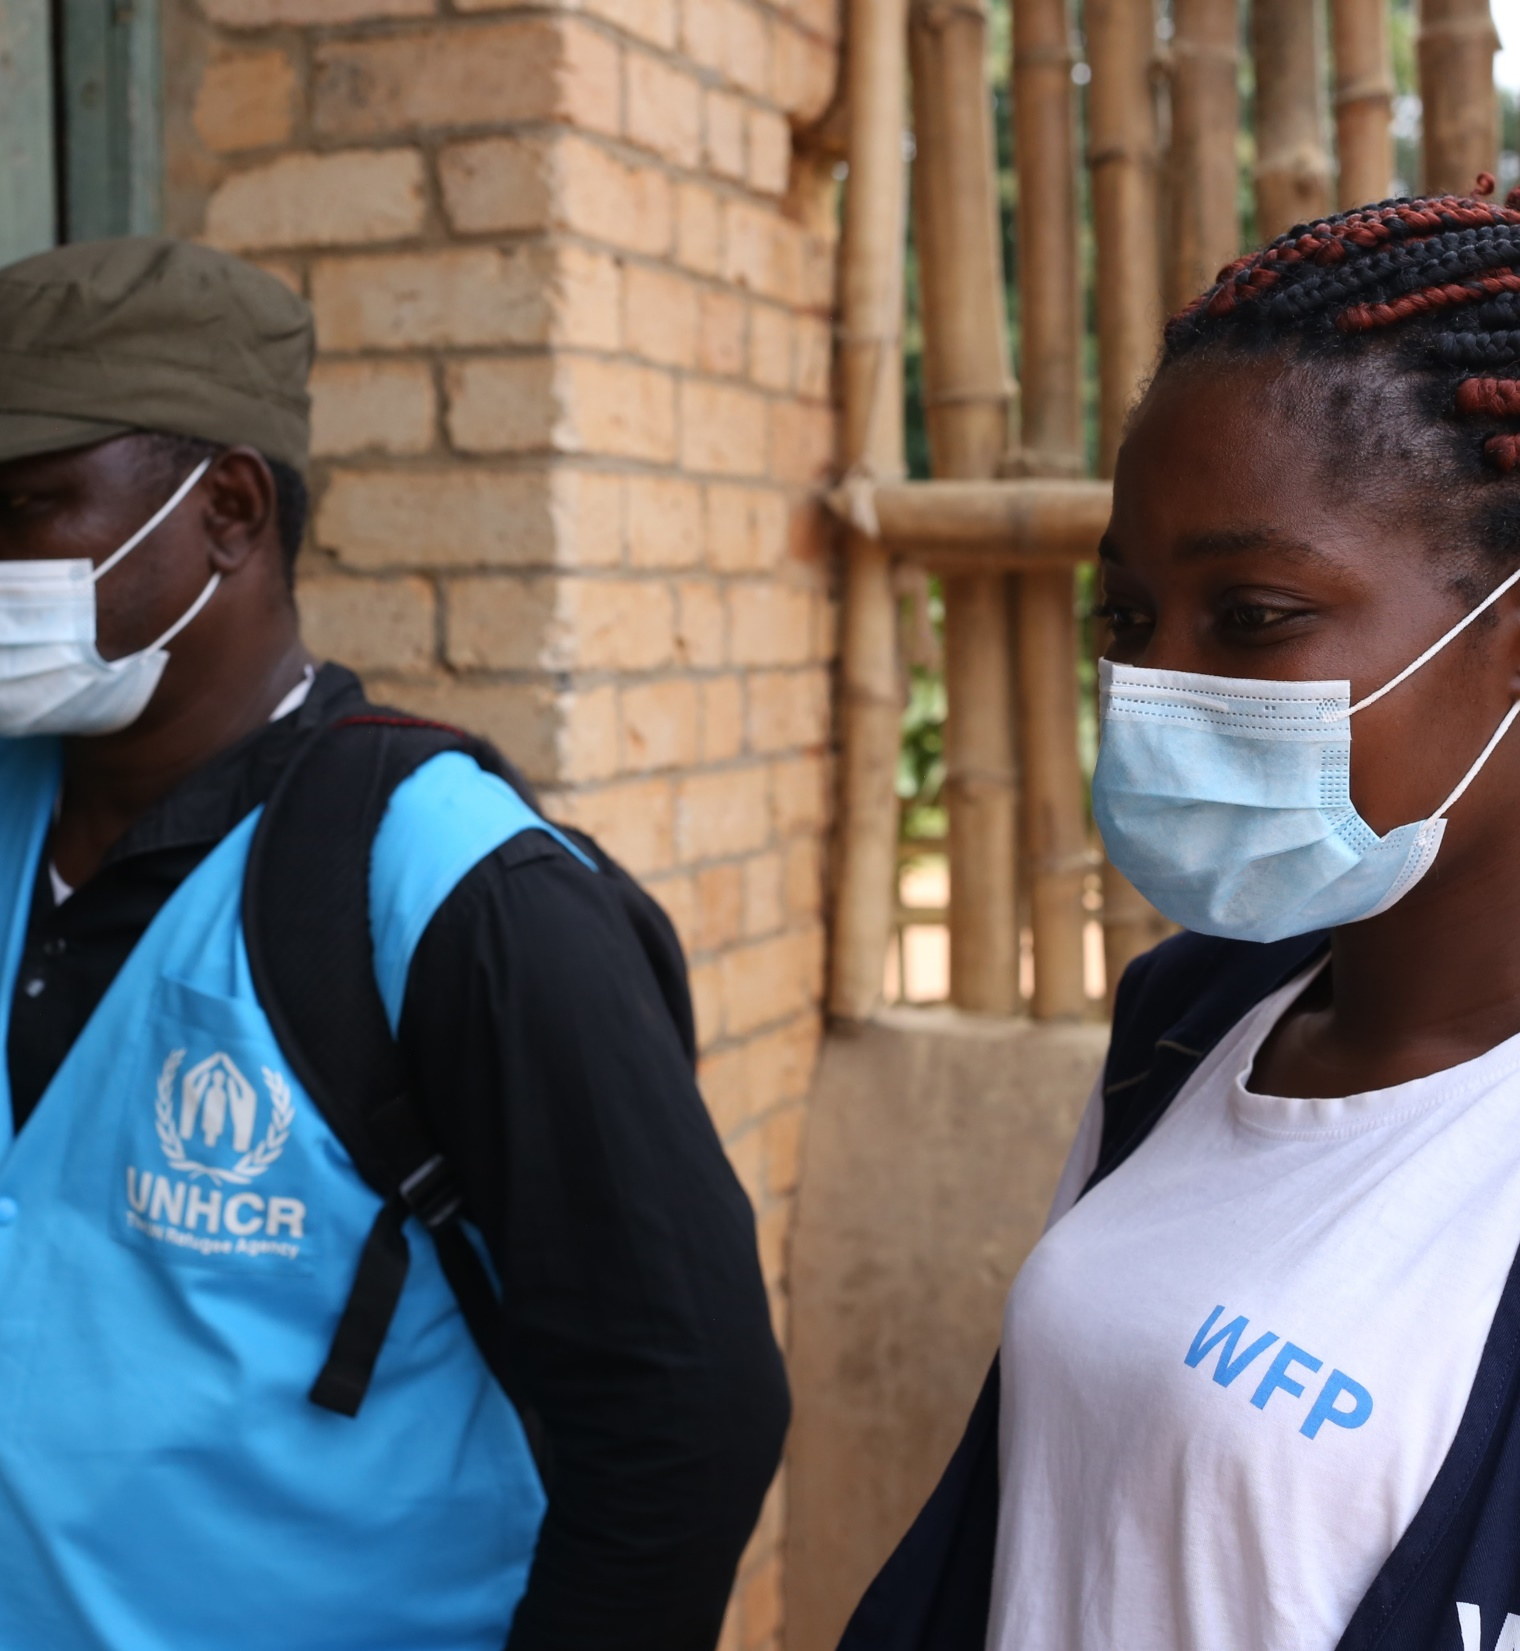 UNHCR
The UN Refugee Agency
WFP
W